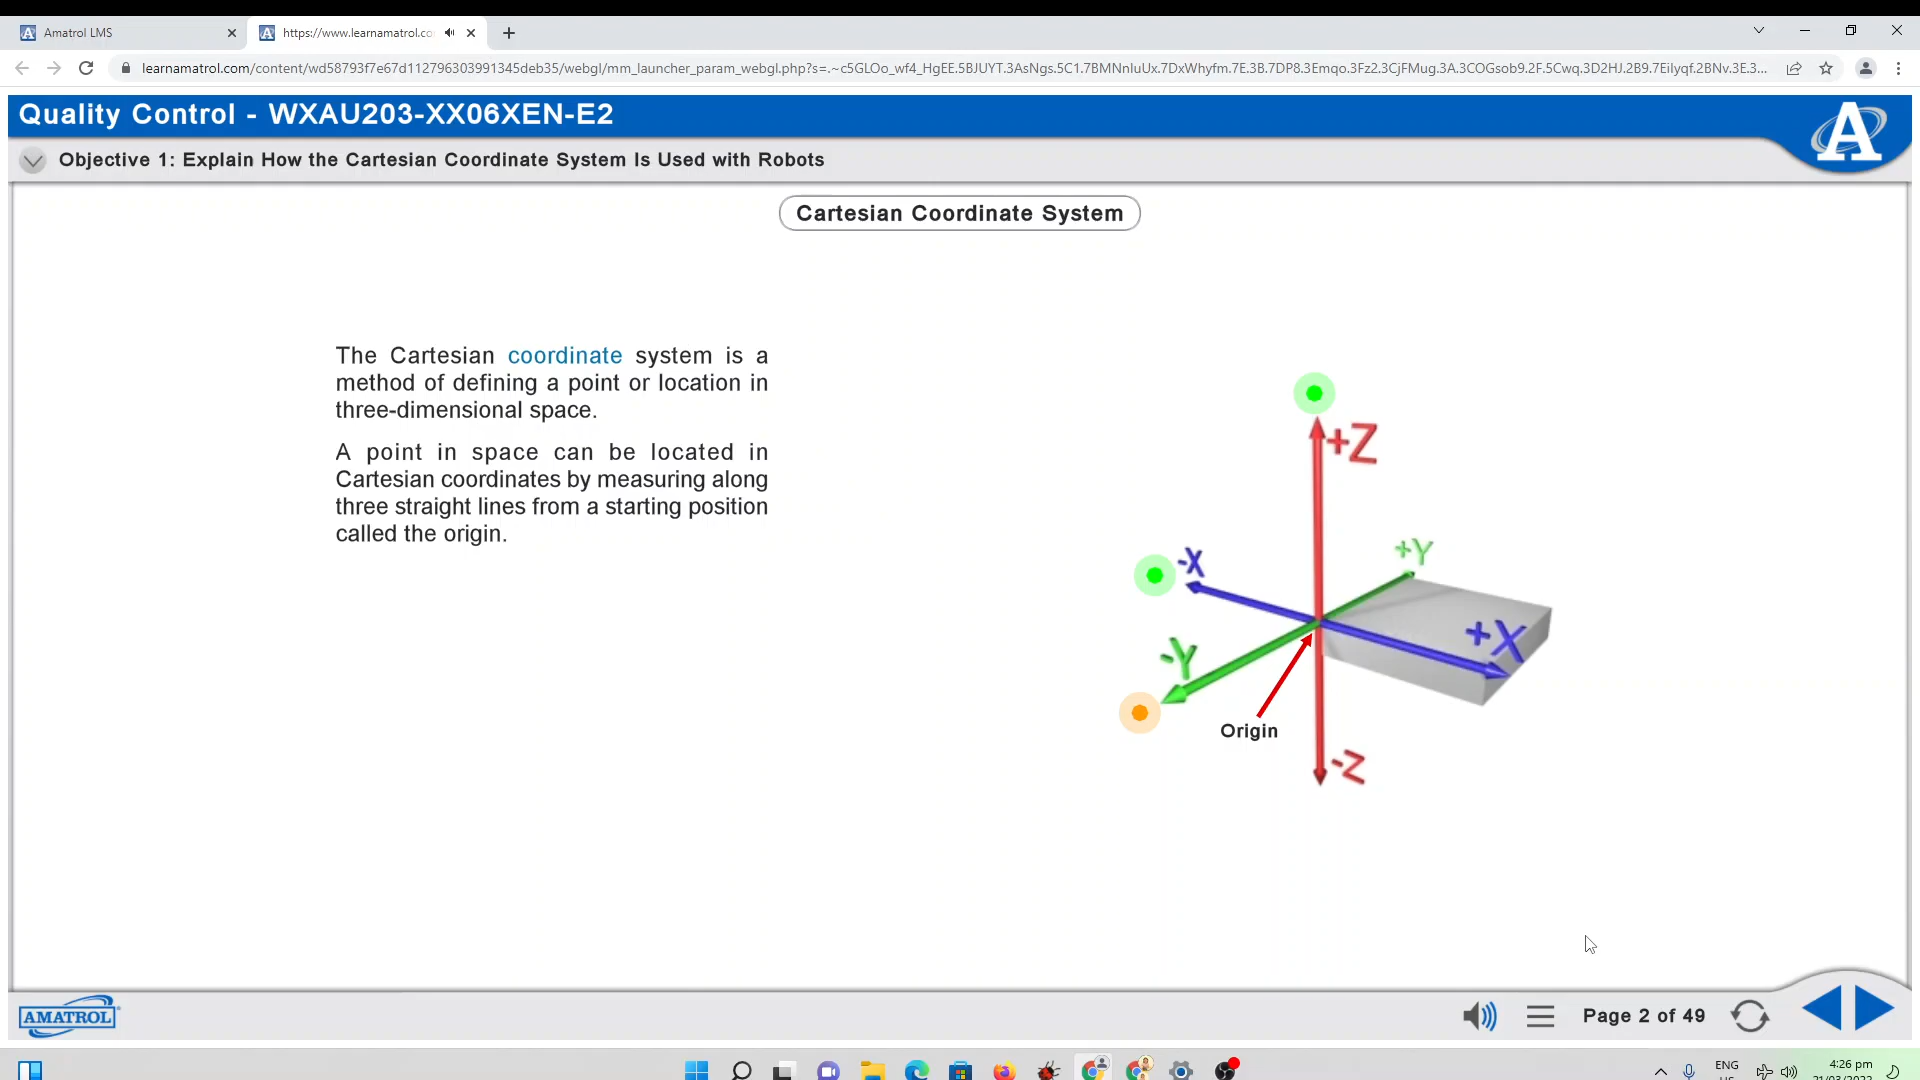 Amatrol LMS
https://www.learnamatrol.co
learnamatrol.com/content/wd58793f7e67d112796303991345deb35/webgl/mm_launcher_param_webgl.php?s=.~c5GLOo_wf4_HgEE.5BJUYT.3AsNgs.5C1.7BMNnIuUx.7DxWhyfm.7E.3B.7DP8.3Emqo.3Fz2.3CjFMug.3A.3COGsob9.2F.5Cwq.3D2HJ.2B9.7Eilyqf.2BNv.3E.3...
Quality Control - WXAU203-XX06XEN-E2
A
Objective 1: Explain How the Cartesian Coordinate System Is Used with Robots
Cartesian Coordinate System
The Cartesian coordinate system is a
method of defining a point or location in
three-dimensional space.
A point in space can be located in
Cartesian coordinates by measuring along
three straight lines from a starting position
called the origin.
+Z
+Y
-X
+X
-Y
Origin
-Z
AMATROL
Page 2 of 49
ENG
4:26 pm